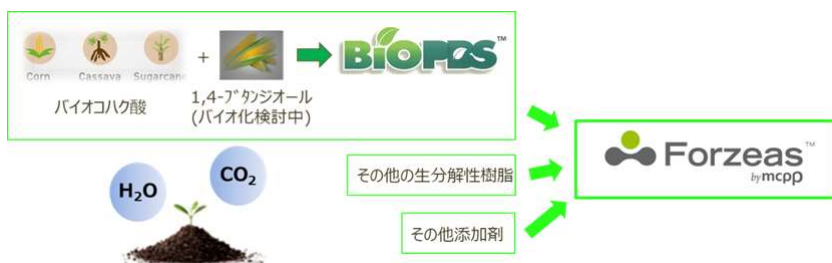 Corn Cassava Sugarcane
バイオコハク酸
+
1,4-ブタンジオール
(バイオ化検討中)
BioPBS™
H₂O
CO₂
その他の生分解性樹脂
その他添加剤
Forzeas™
by mcpp